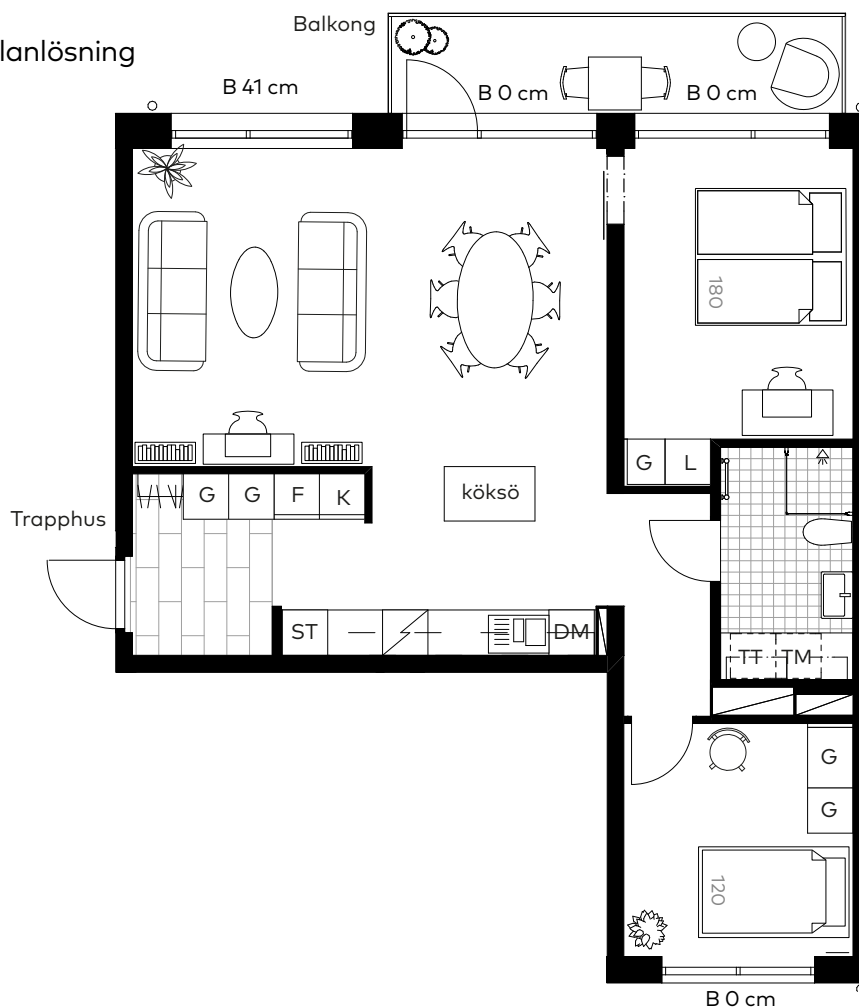 Balkong
lanlösning
B 41 cm
B 0 cm
B 0 cm
180
G
L
G
G
F
K
köksö
Trapphus
ST
DM
TT
TM
G
G
120
B 0 cm